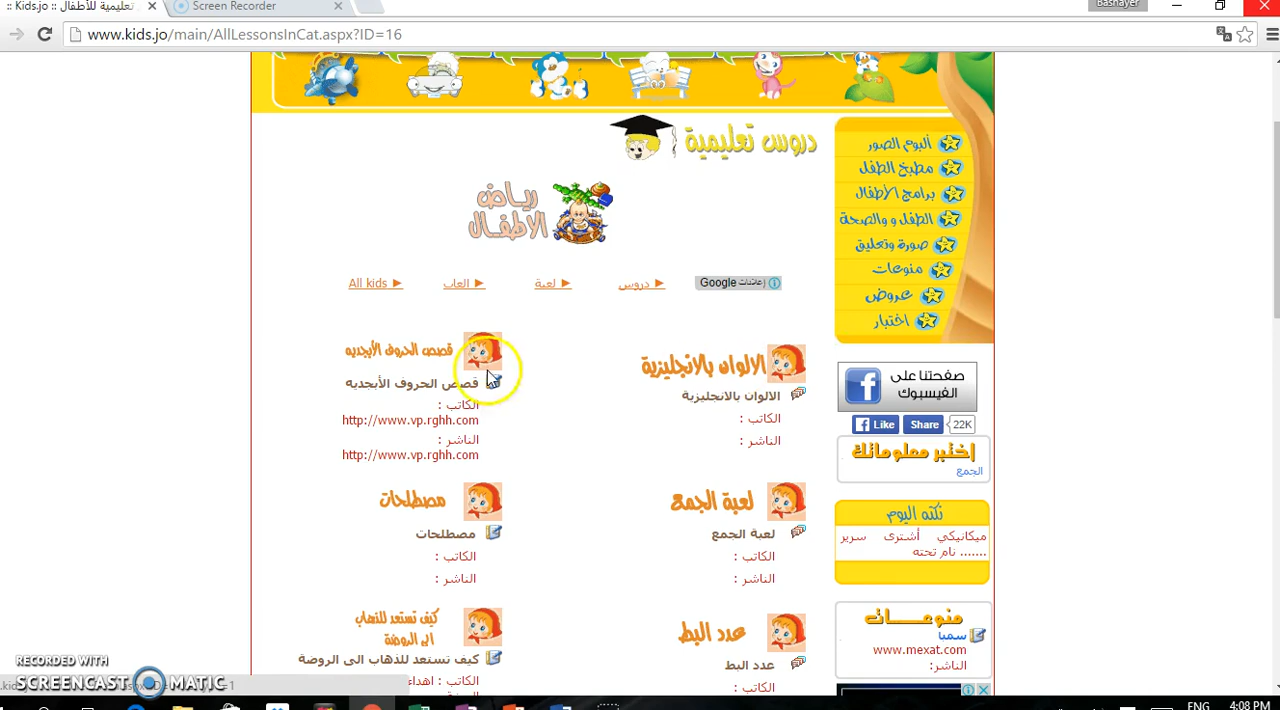 :: Kids.jo :: تعليمية للأطفال
Screen Recorder
Bashayer
www.kids.jo/main/AllLessonsInCat.aspx?ID=16
دروس تعليمية
رياض
الاطفال
إعلانات Google
دروس
لعبة
العاب
All kids
ألبوم الصور
مطبخ الطفل
برامج الأطفال
الطفل و والصحة
صورة وتعليق
منوعات
عروض
اختبار
الالوان بالانجليزية
الالوان بالانجليزية
الكاتب :
الناشر :
قصص الحروف الأبجديه
قصص الحروف الأبجديه
الكاتب :
http://www.vp.rghh.com
الناشر :
http://www.vp.rghh.com
لعبة الجمع
لعبة الجمع
الكاتب :
الناشر :
مصطلحات
مصطلحات
الكاتب :
الناشر :
عدد البط
عدد البط
الكاتب :
كيف تستعد للذهاب
الى الروضة
كيف تستعد للذهاب الى الروضة
الكاتب : اهداء
صفحتنا على
الفيسبوك
Like
Share
22K
إختبر معلوماتك
الجمع
نكته اليوم
ميكانيكي أشترى سرير
....... نام تحته
منوعـــات
سمبا
www.mexat.com
الناشر:
RECORDED WITH
SCREENCAST MATIC
ENG
4:08 PM